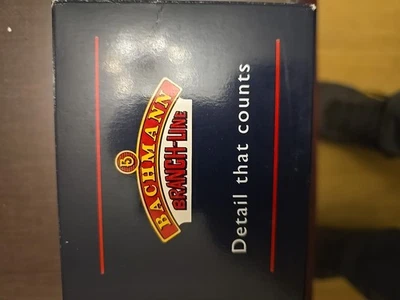 BACHMANN
BRANCH-LINE
Detail that counts